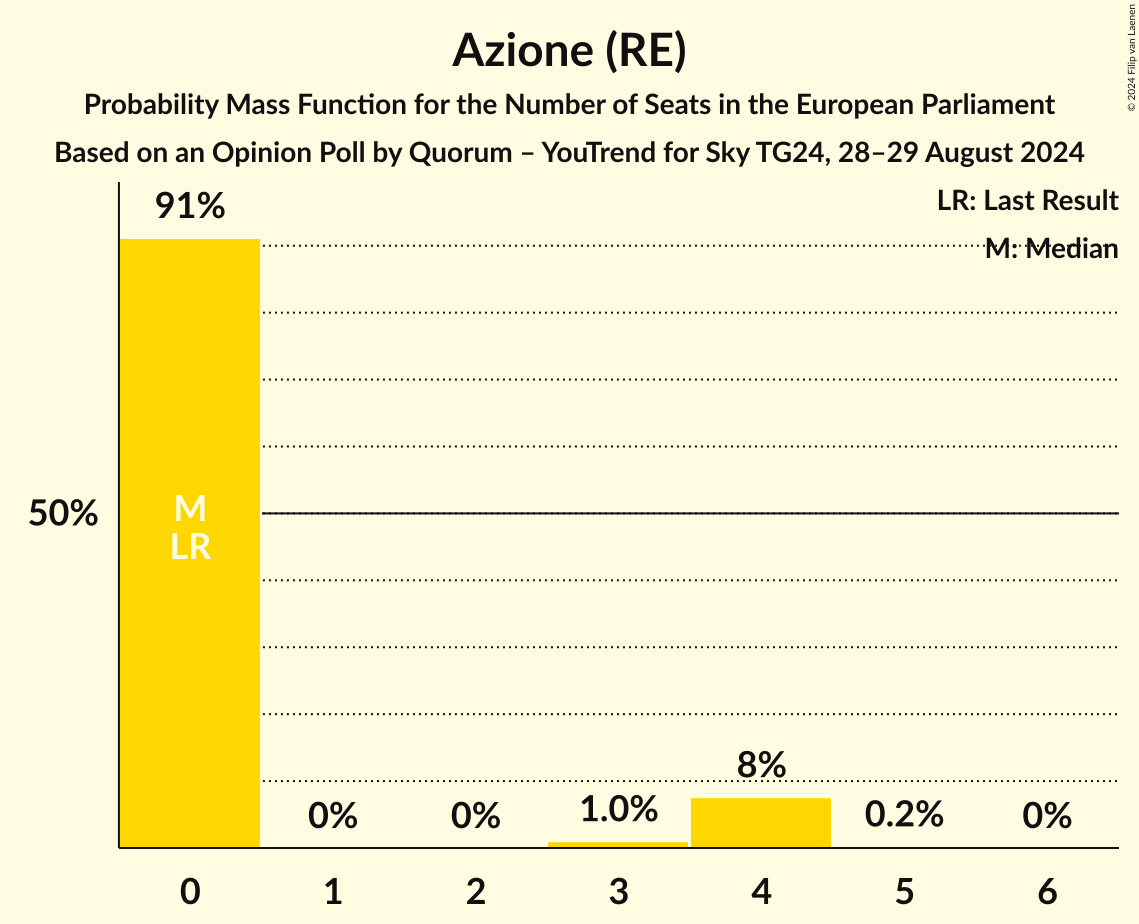 Azione (RE)
Probability Mass Function for the Number of Seats in the European Parliament
Based on an Opinion Poll by Quorum – YouTrend for Sky TG24, 28–29 August 2024
© 2024 Filip van Laenen
LR: Last Result
M: Median
91%
50%
M
LR
0%
0%
1.0%
8%
0.2%
0%
0
1
2
3
4
5
6